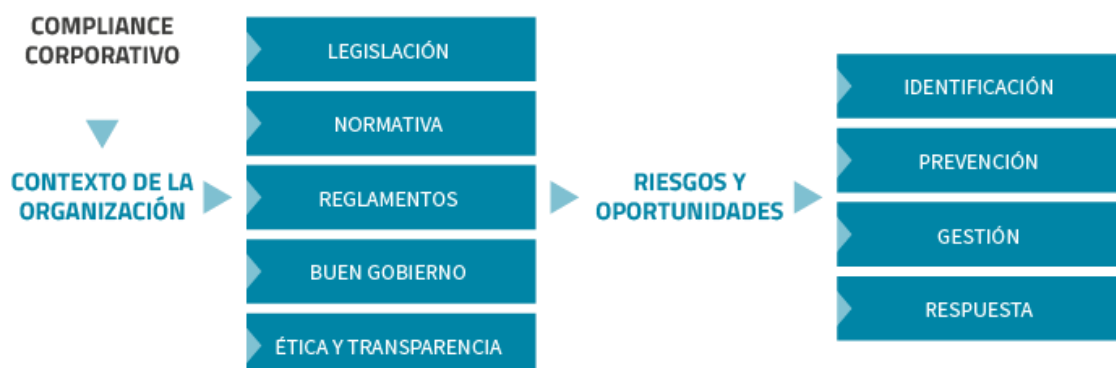 COMPLIANCE
CORPORATIVO
CONTEXTO DE LA
ORGANIZACIÓN
LEGISLACIÓN
NORMATIVA
REGLAMENTOS
BUEN GOBIERNO
ÉTICA Y TRANSPARENCIA
RIESGOS Y
OPORTUNIDADES
IDENTIFICACIÓN
PREVENCIÓN
GESTIÓN
RESPUESTA